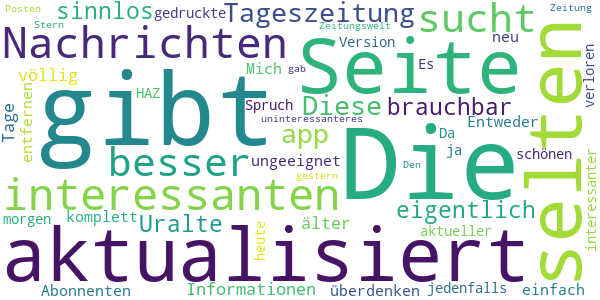 Posten
sinnlos
gedruckte
Tageszeitung
Zeitung
Stern
Zeitungswelt
sucht
Nachrichten
Version
neu
verloren
völlig
Mich
gab
Es
Seite
selten
entfernen
HAZ
Spruch
Diese
brauchbar
Tage
gibt
uninteressanteres
Entweder
app
Da
ja
Die
besser
ungeeignet
schönen
interessanter
gestern
Den
interessanten
eigentlich
morgen
komplett
Uralte
älter
aktueller
heute
aktualisiert
Abonnenten
Informationen
überdenken
jedenfalls
einfach